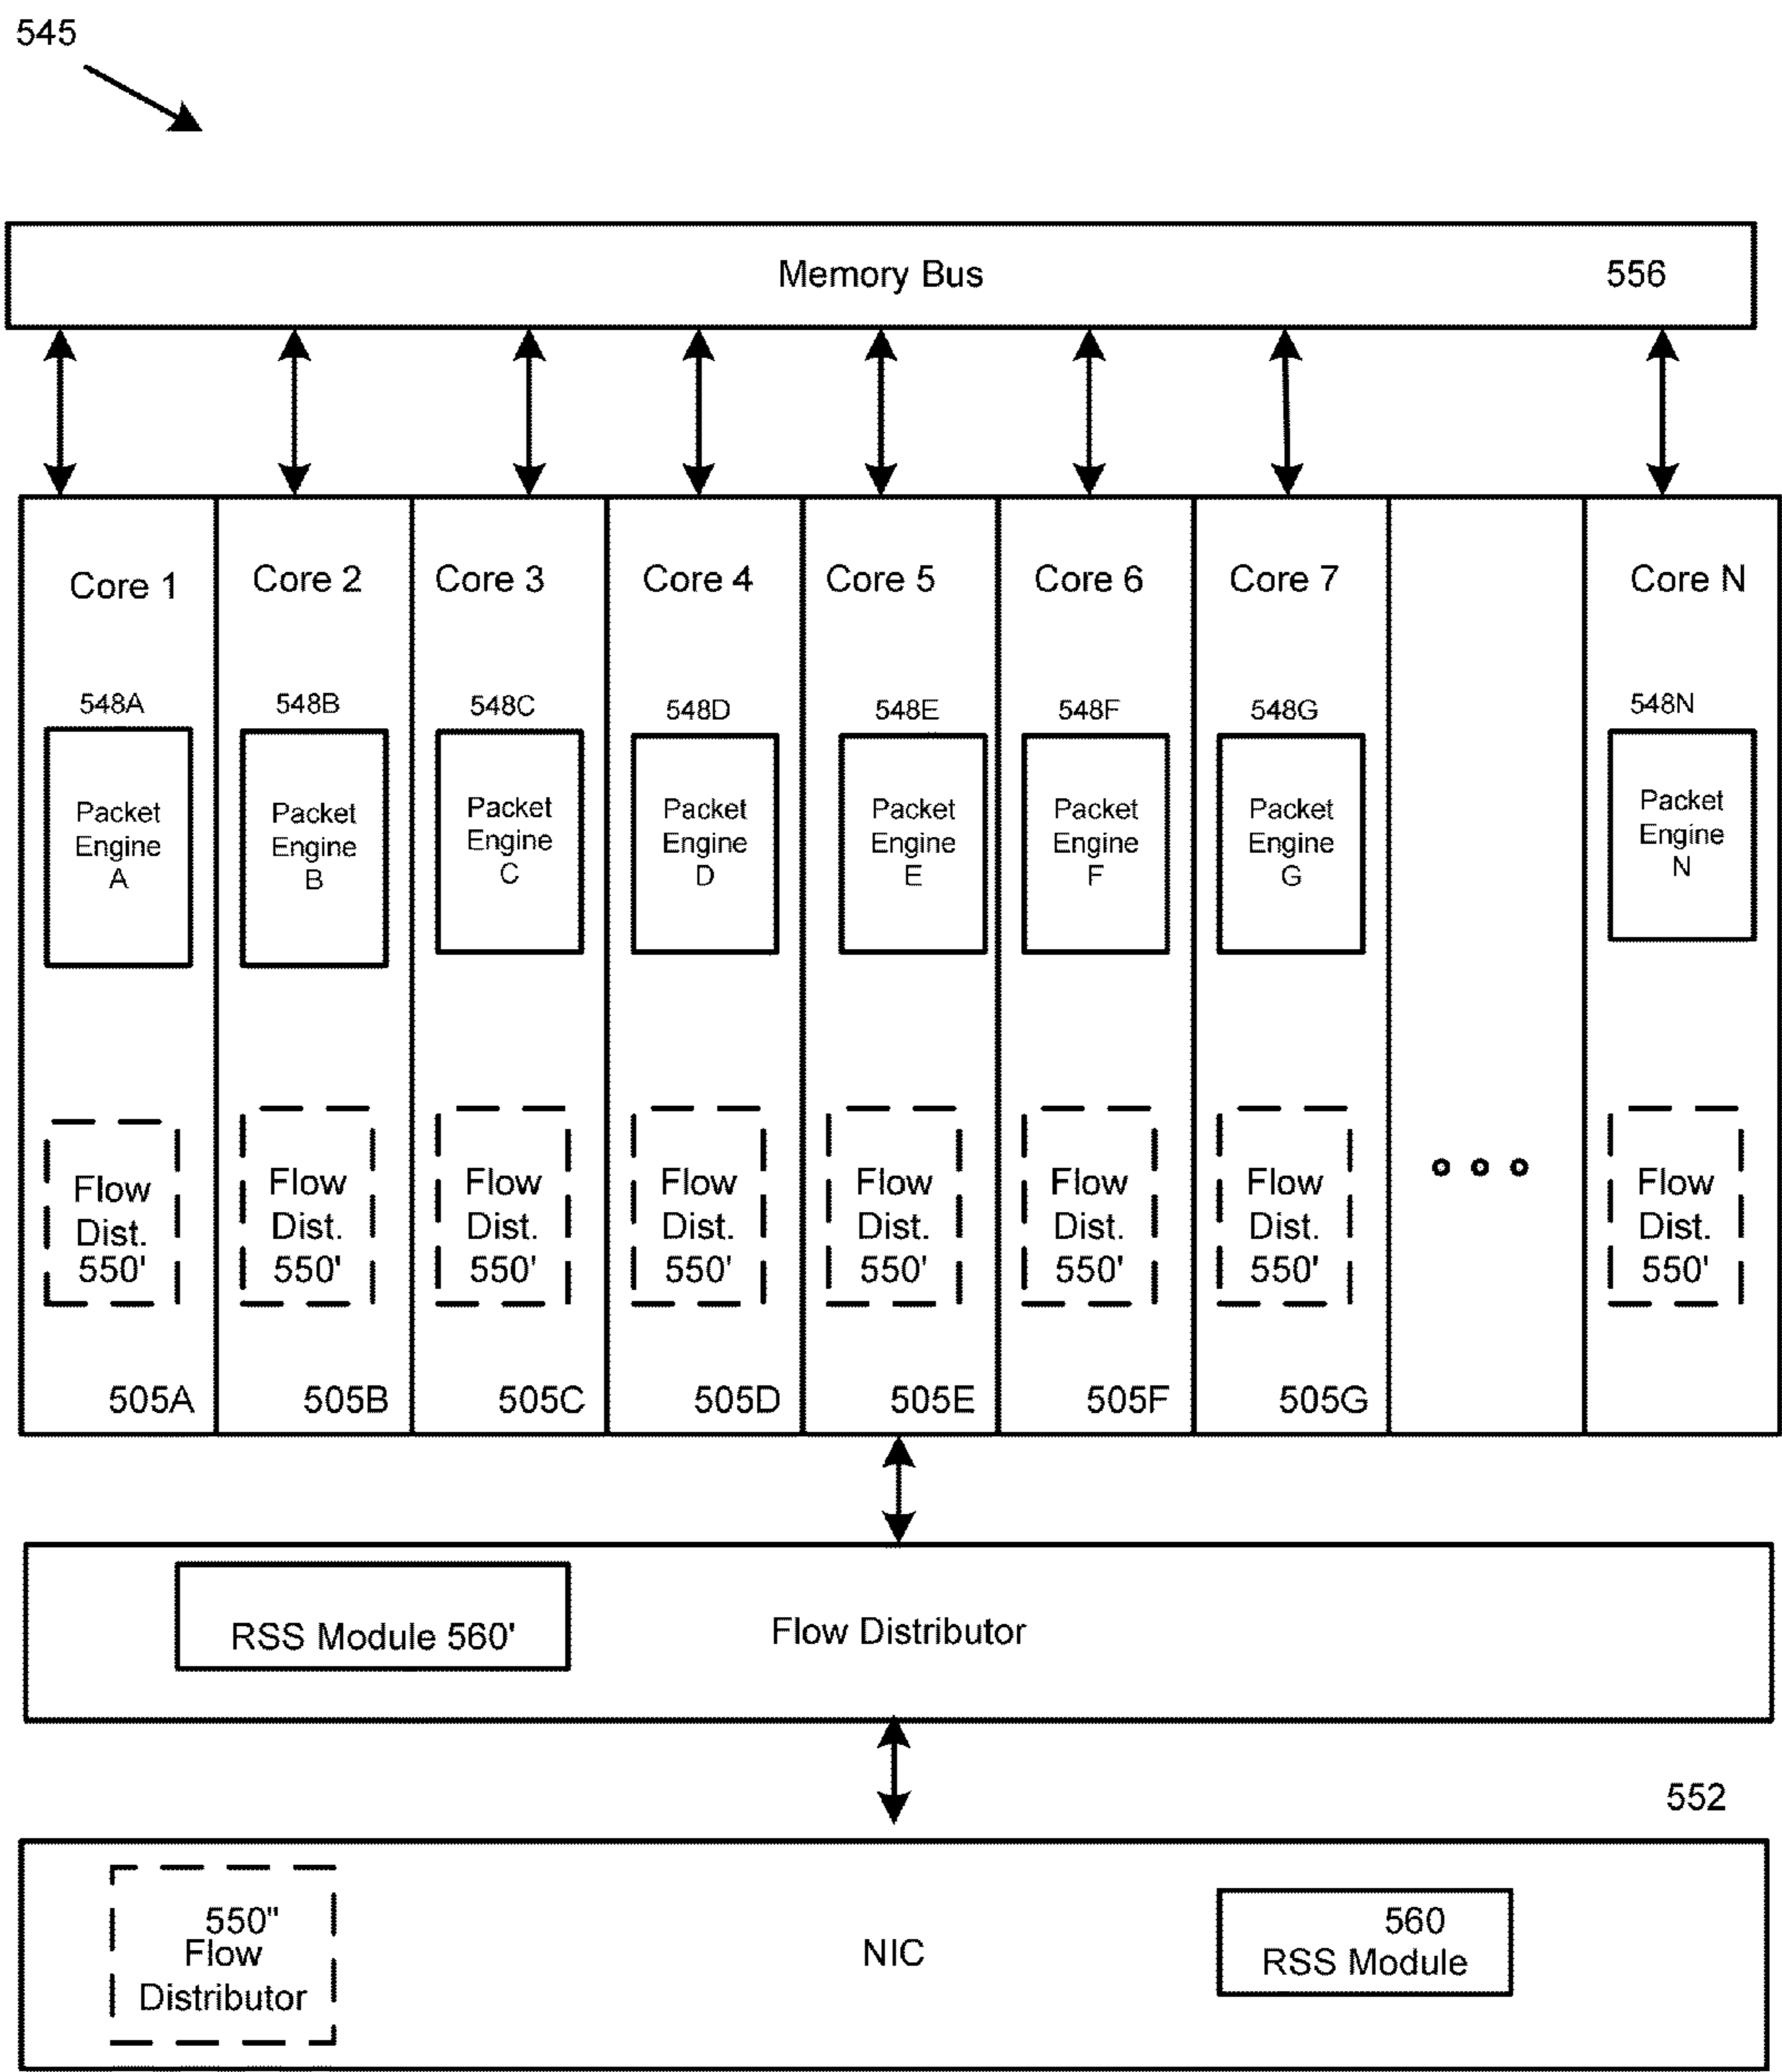 545
Memory Bus 556
Core 1 Core 2 Core 3 Core 4 Core 5 Core 6 Core 7 Core N
548A 548B 548C 548D 548E 548F 548G 548N
Packet Packet Packet Packet Packet Packet Packet Packet
Engine Engine Engine Engine Engine Engine Engine Engine
A B C D E F G N
Flow Flow Flow Flow Flow Flow Flow Flow
Dist. Dist. Dist. Dist. Dist. Dist. Dist. Dist.
550' 550' 550' 550' 550' 550' 550' 550'
505A 505B 505C 505D 505E 505F 505G
RSS Module 560' Flow Distributor
552
550" 560
Flow NIC RSS Module
Distributor